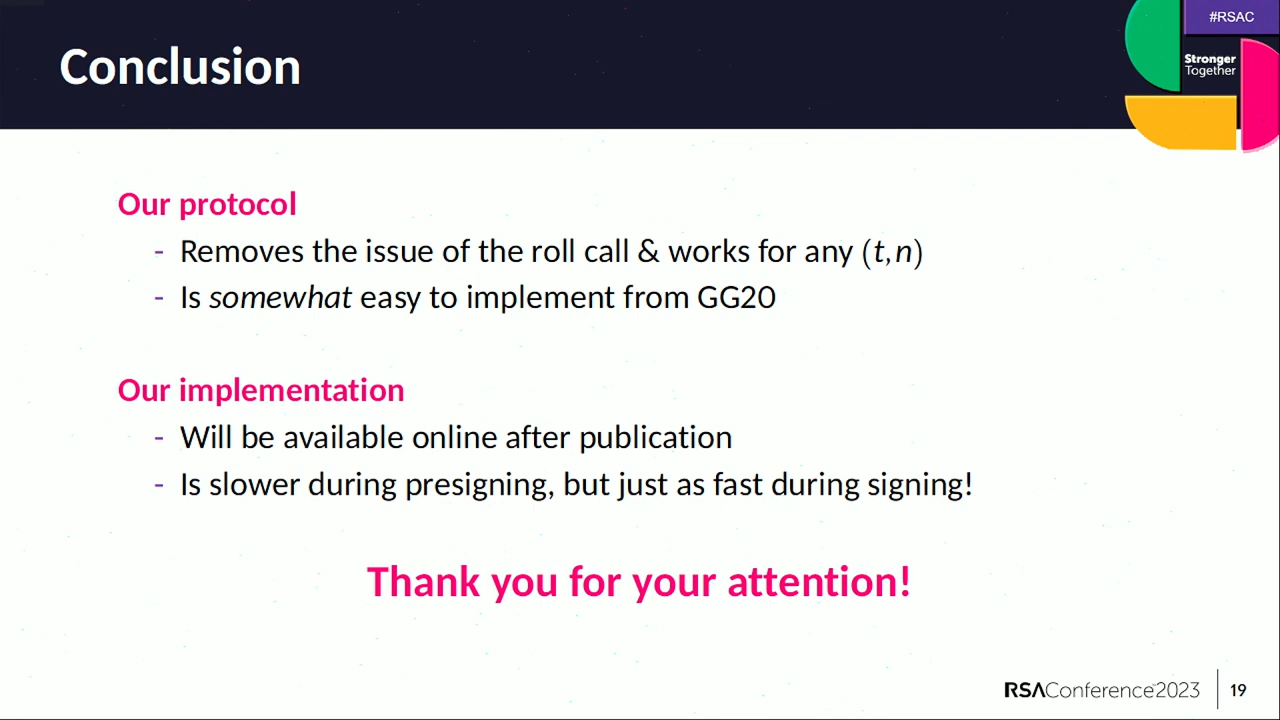 #RSAC
Conclusion
Stronger
Together
Our protocol
- Removes the issue of the roll call & works for any (t, n)
- Is somewhat easy to implement from GG20
Our implementation
- Will be available online after publication
- Is slower during presigning, but just as fast during signing!
Thank you for your attention!
RSAConference™2023
19